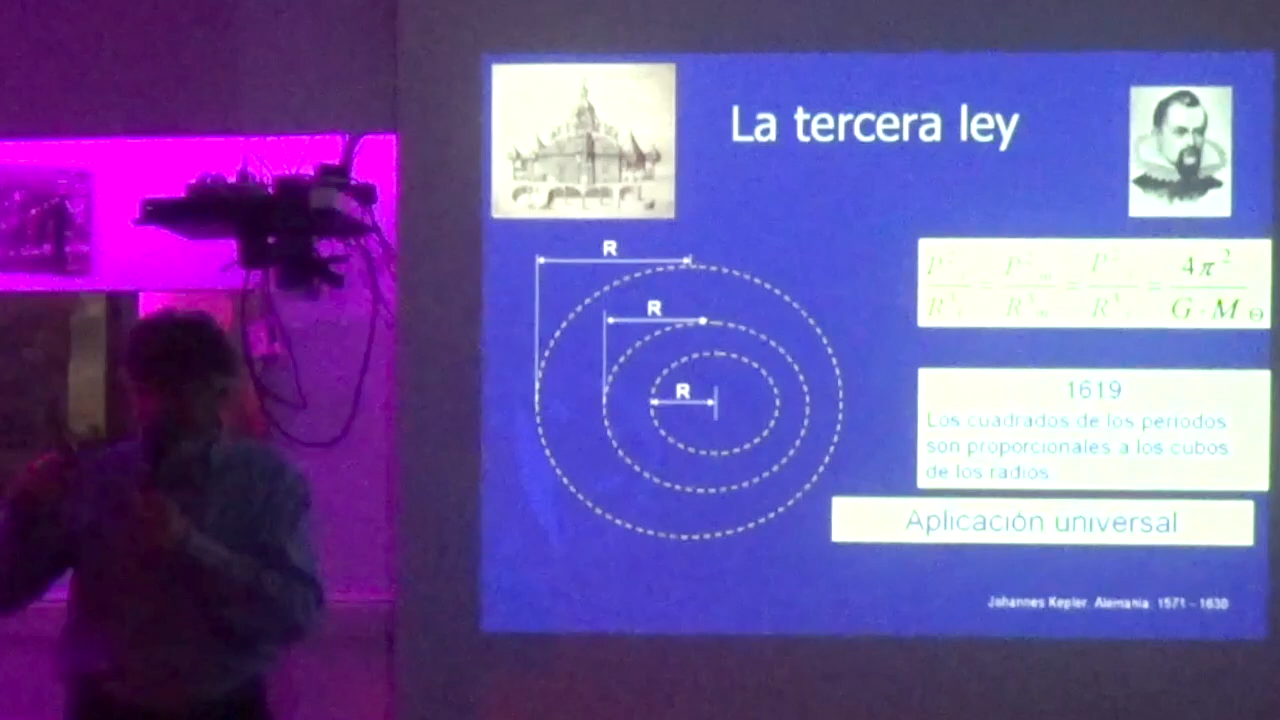 La tercera ley
R
R
R
4π²
G · M
1619
Los cuadrados de los periodos
son proporcionales a los cubos
de los radios
Aplicación universal
Johannes Kepler. Alemania. 1571 - 1630